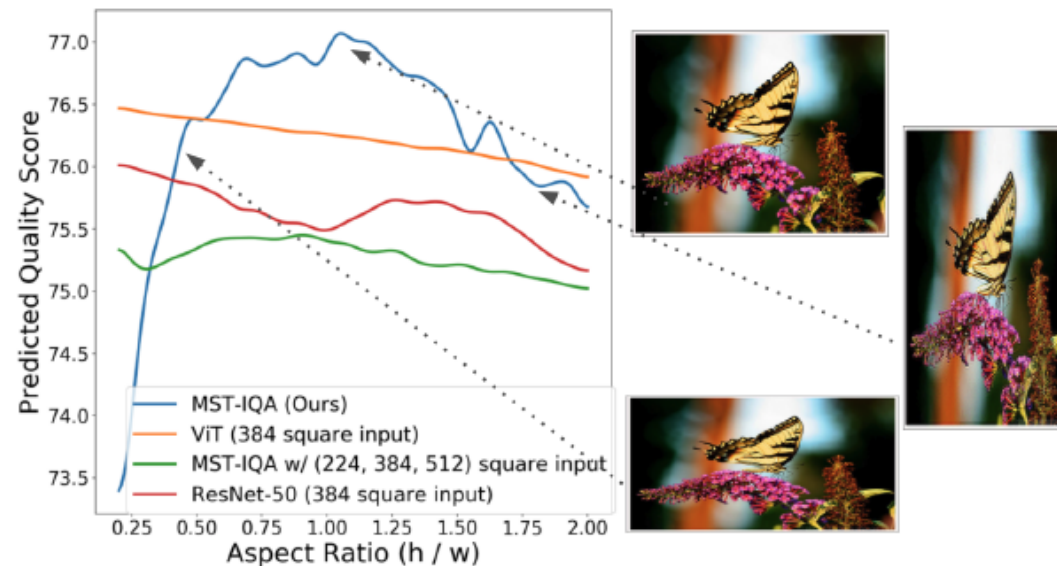 Predicted Quality Score
77.0
76.5
76.0
75.5
75.0
74.5
74.0
73.5
MST-IQA (Ours)
ViT (384 square input)
MST-IQA w/ (224, 384, 512) square input
ResNet-50 (384 square input)
0.25 0.50 0.75 1.00 1.25 1.50 1.75 2.00
Aspect Ratio (h / w)